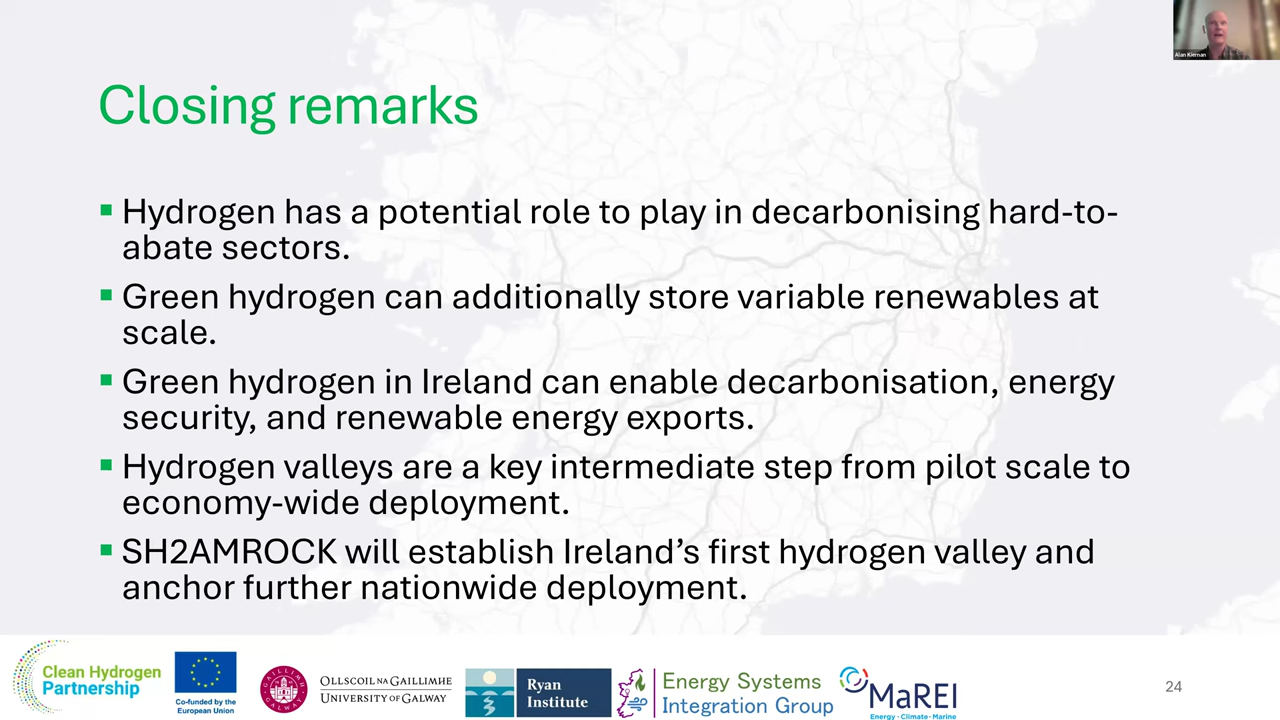 Alan Kiernan
Closing remarks
Hydrogen has a potential role to play in decarbonising hard-to-
abate sectors.
Green hydrogen can additionally store variable renewables at
scale.
Green hydrogen in Ireland can enable decarbonisation, energy
security, and renewable energy exports.
Hydrogen valleys are a key intermediate step from pilot scale to
economy-wide deployment.
SH2AMROCK will establish Ireland's first hydrogen valley and
anchor further nationwide deployment.
Clean Hydrogen
Partnership
Co-funded by the
European Union
OLLSCOIL NA GAILLIMHE
UNIVERSITY OF GALWAY
Ryan
Institute
Energy Systems
Integration Group
MaREI
Energy · Climate · Marine
24